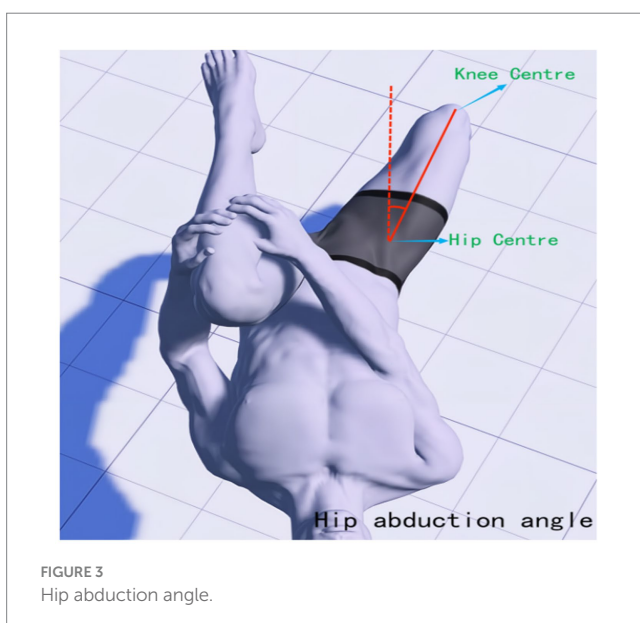 Knee Centre
Hip Centre
Hip abduction angle
FIGURE 3
Hip abduction angle.